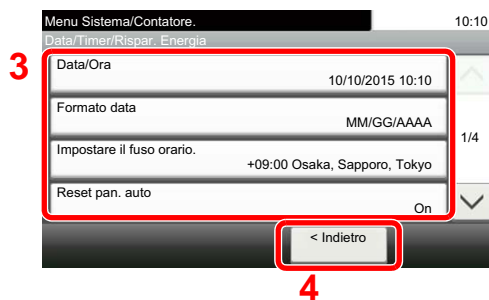 Menu Sistema/Contatore.
10:10
Data/Timer/Rispar. Energia
3
Data/Ora
10/10/2015 10:10
Formato data
MM/GG/AAAA
1/4
Impostare il fuso orario.
+09:00 Osaka, Sapporo, Tokyo
Reset pan. auto
On
< Indietro
4